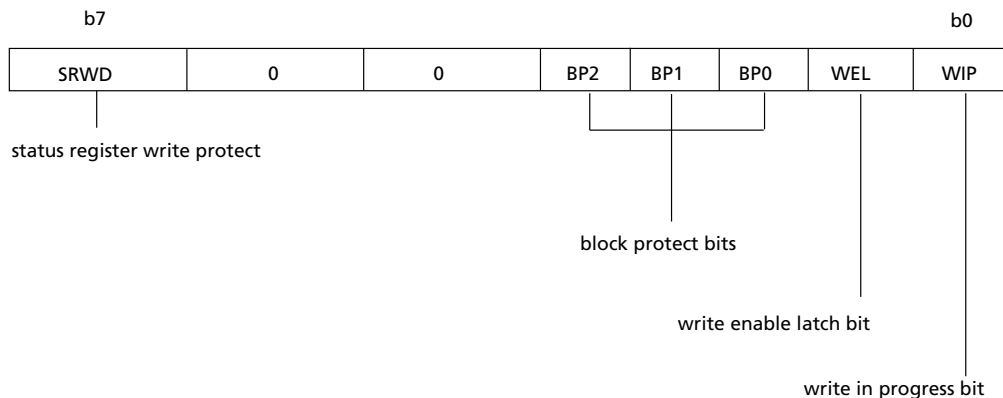 b7 b0
SRWD 0 0 BP2 BP1 BP0 WEL WIP
status register write protect
block protect bits
write enable latch bit
write in progress bit